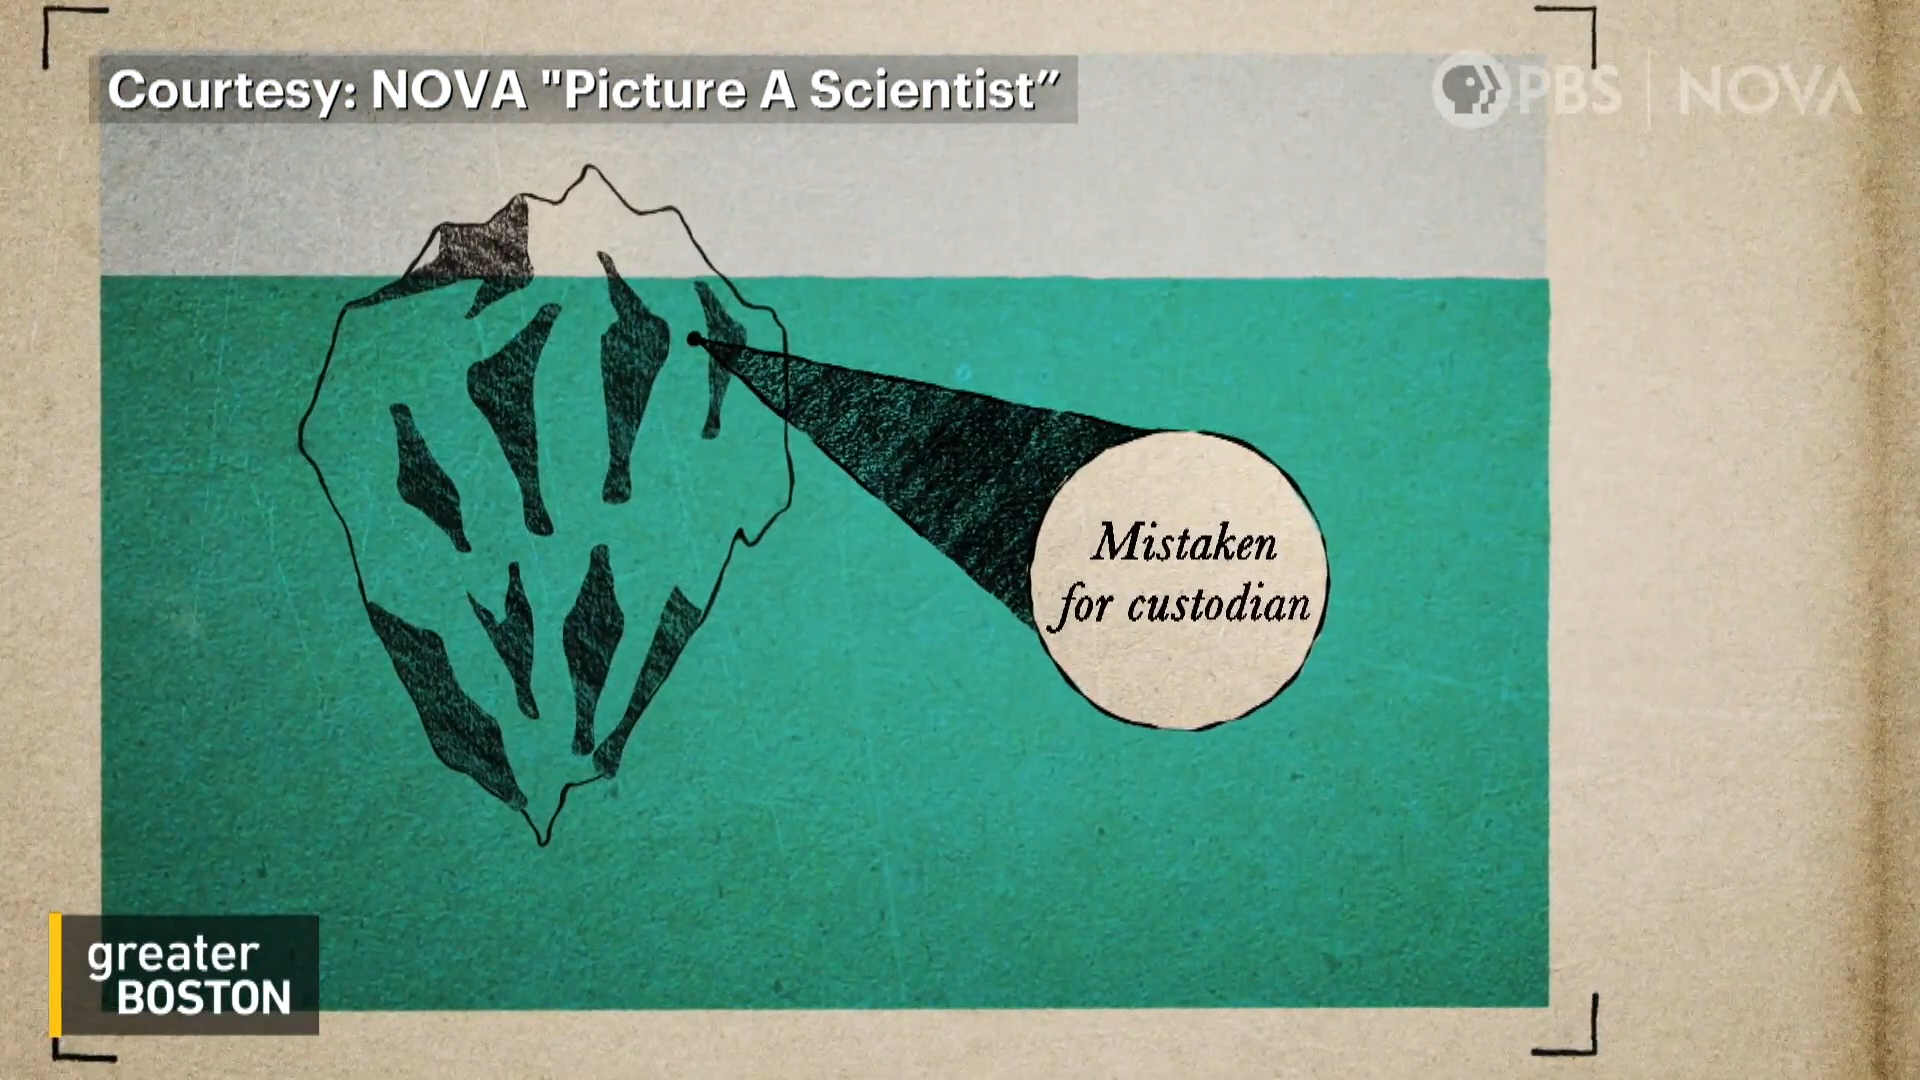 Courtesy: NOVA "Picture A Scientist”
PBS | NOVA
Mistaken
for custodian
greater
BOSTON